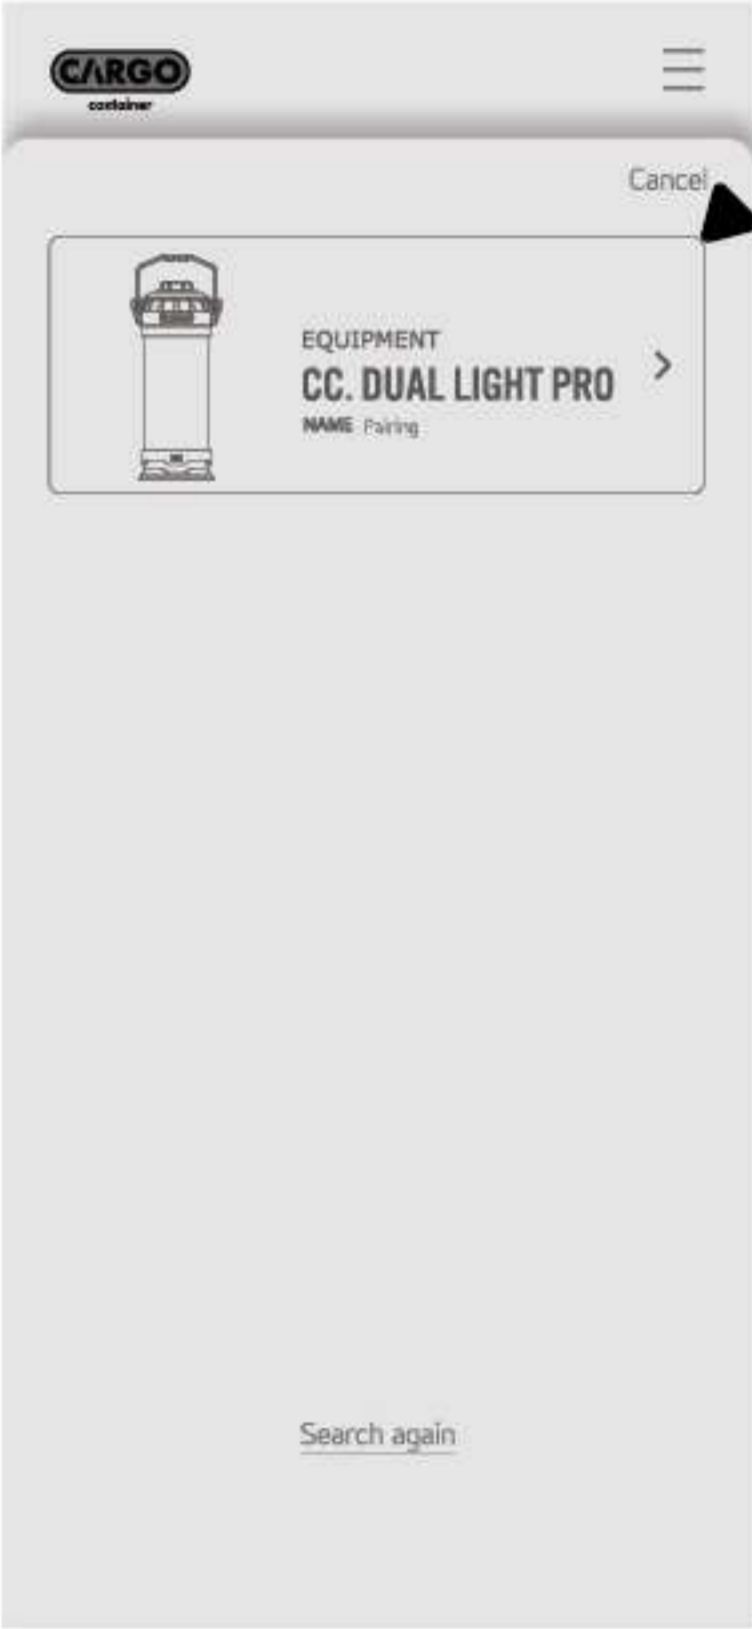 CARGO
container
Cancel
EQUIPMENT
CC. DUAL LIGHT PRO
NAME Pairing
Search again